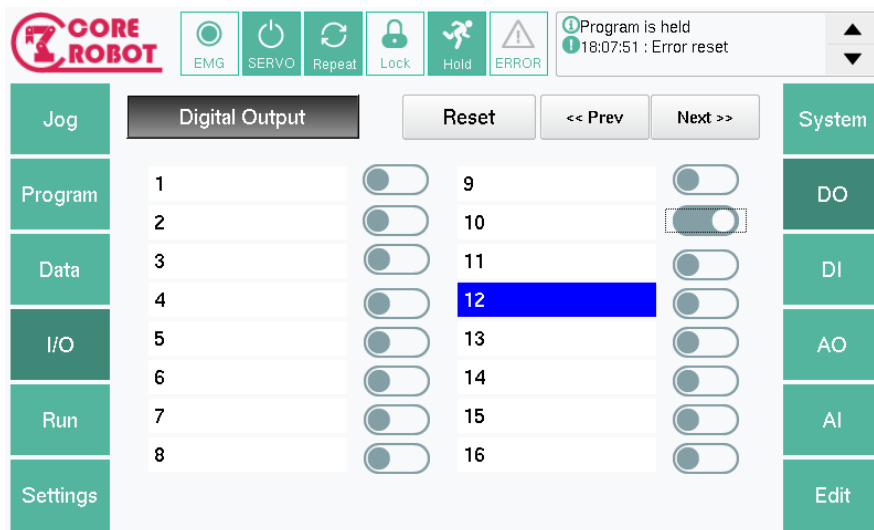 CORE
ROBOT
EMG
SERVO
Repeat
Lock
Hold
ERROR
Program is held
18:07:51 : Error reset
Jog
Program
Data
I/O
Run
Settings
Digital Output
Reset
<< Prev
Next >>
1
2
3
4
5
6
7
8
9
10
11
12
13
14
15
16
System
DO
DI
AO
AI
Edit